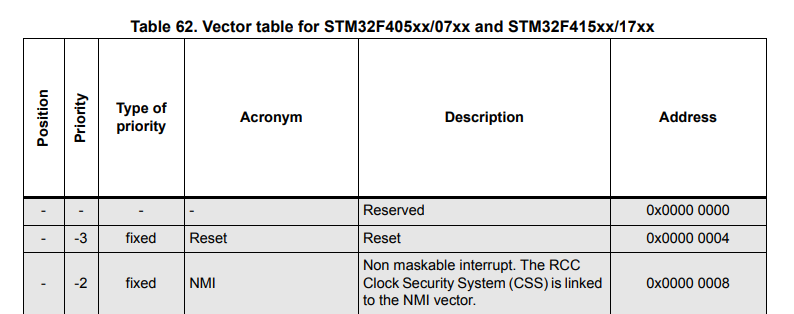 Table 62. Vector table for STM32F405xx/07xx and STM32F415xx/17xx
Position Priority Type of priority Acronym Description Address
- - - - Reserved 0x0000 0000
- -3 fixed Reset Reset 0x0000 0004
- -2 fixed NMI Non maskable interrupt. The RCC
Clock Security System (CSS) is linked
to the NMI vector. 0x0000 0008